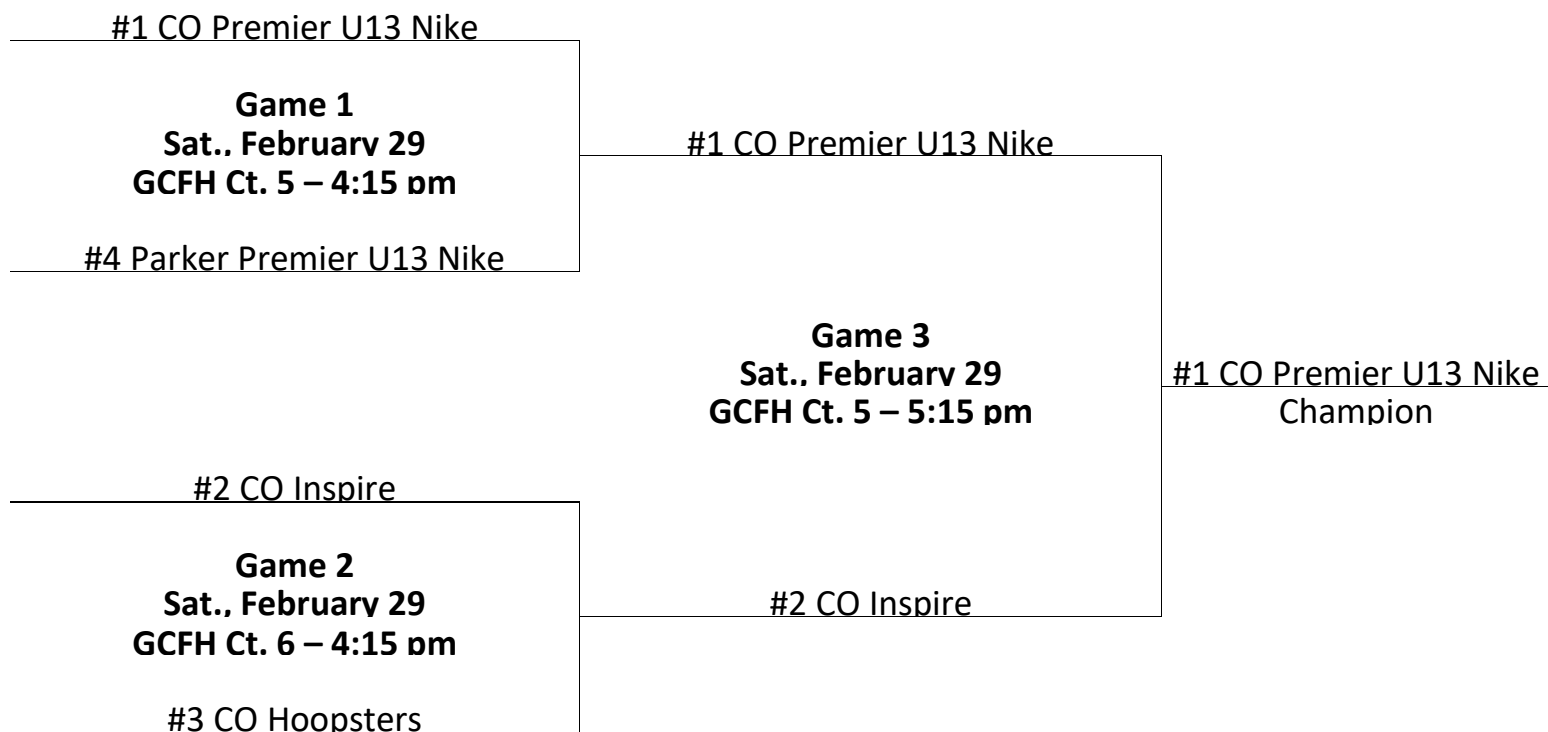 #1 CO Premier U13 Nike
Game 1
Sat., February 29
GCFH Ct. 5 – 4:15 pm
#4 Parker Premier U13 Nike
#1 CO Premier U13 Nike
Game 3
Sat., February 29
GCFH Ct. 5 – 5:15 pm
#1 CO Premier U13 Nike
Champion
#2 CO Inspire
Game 2
Sat., February 29
GCFH Ct. 6 – 4:15 pm
#2 CO Inspire
#3 CO Hoopsters